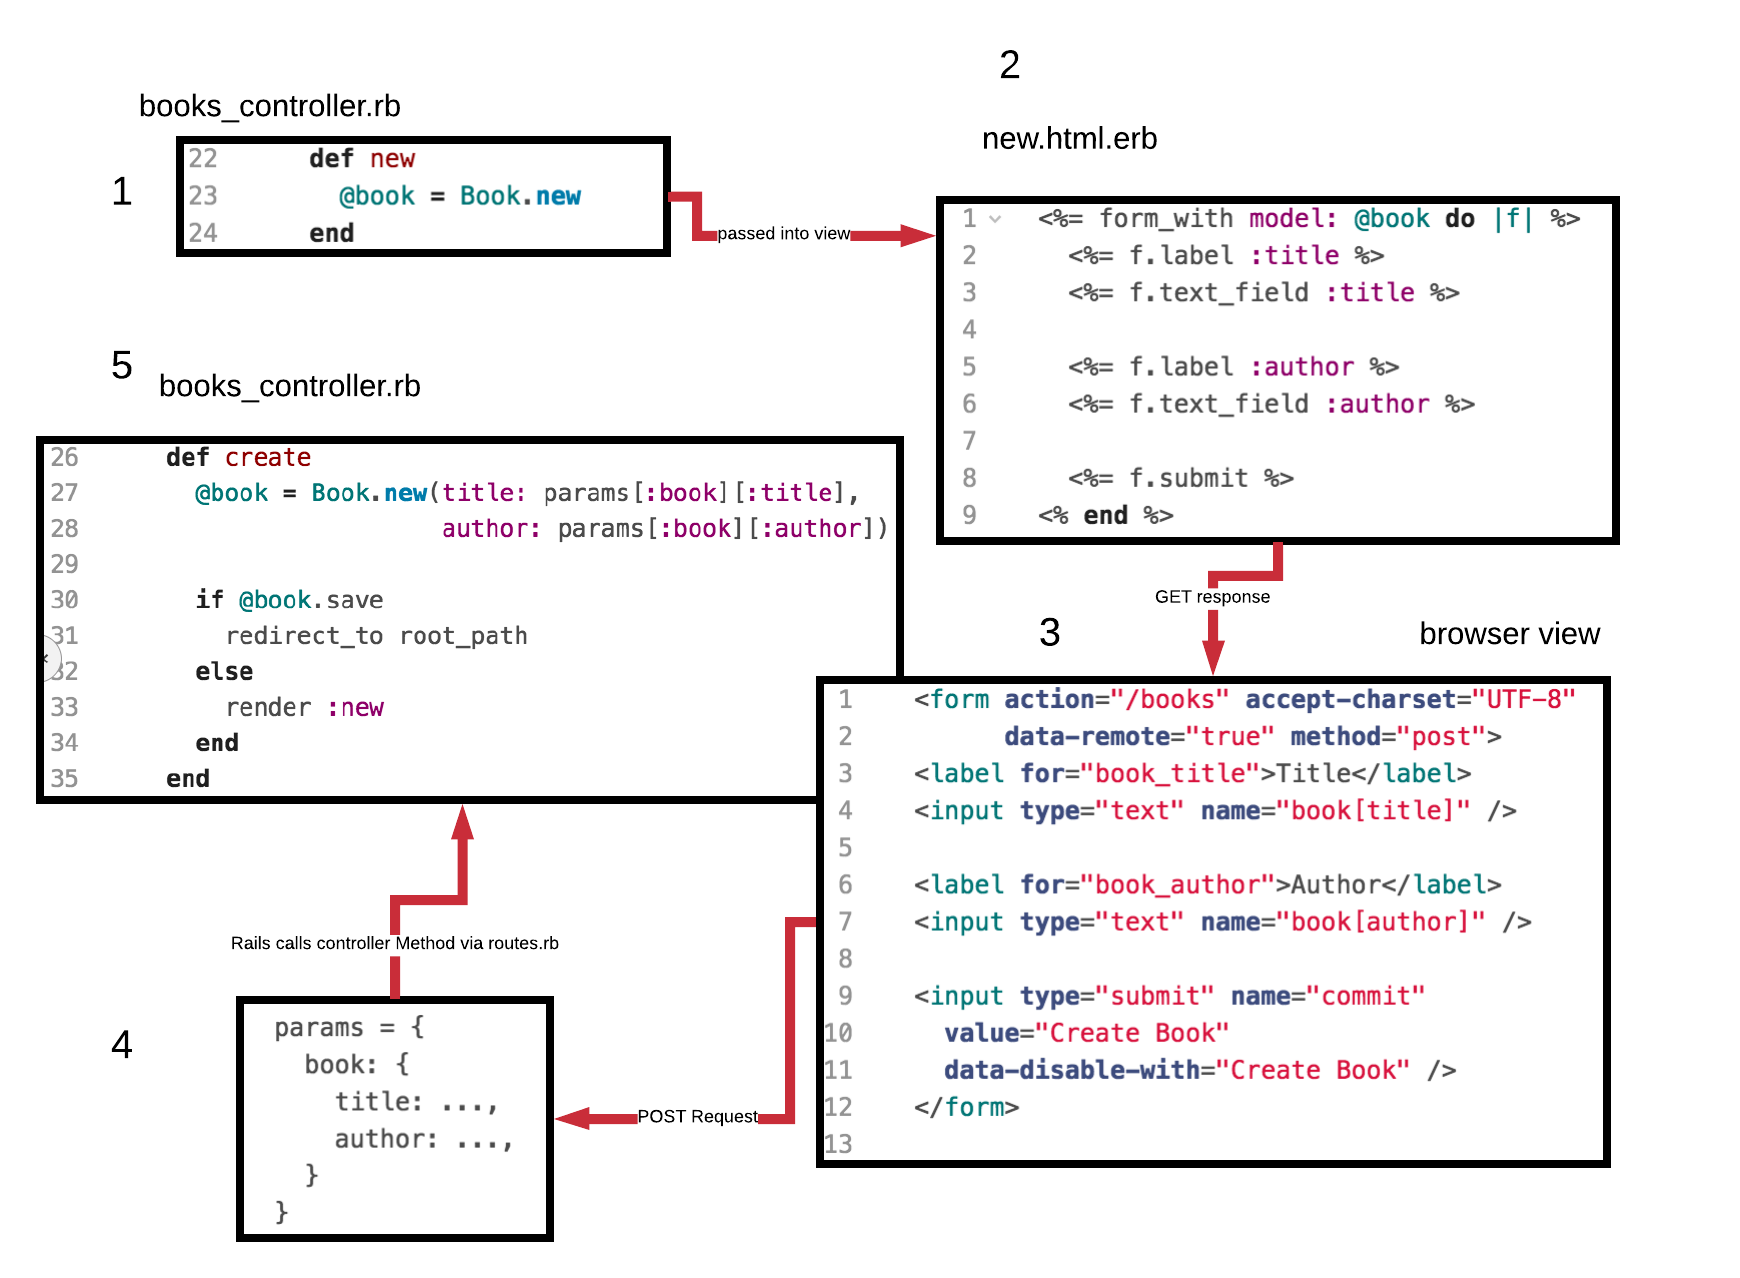 books_controller.rb
1
22 def new
23 @book = Book.new
24 end
passed into view
2
new.html.erb
1 <%= form_with model: @book do |f| %>
2 <%= f.label :title %>
3 <%= f.text_field :title %>
4
5 <%= f.label :author %>
6 <%= f.text_field :author %>
7
8 <%= f.submit %>
9 <% end %>
GET response
3
browser view
1 <form action="/books" accept-charset="UTF-8"
2 data-remote="true" method="post">
3 <label for="book_title">Title</label>
4 <input type="text" name="book[title]" />
5
6 <label for="book_author">Author</label>
7 <input type="text" name="book[author]" />
8
9 <input type="submit" name="commit"
10 value="Create Book"
11 data-disable-with="Create Book" />
12 </form>
13
POST Request
4
params = {
book: {
title: ...,
author: ...,
}
}
Rails calls controller Method via routes.rb
5
books_controller.rb
26 def create
27 @book = Book.new(title: params[:book][:title],
28 author: params[:book][:author])
29
30 if @book.save
31 redirect_to root_path
32 else
33 render :new
34 end
35 end